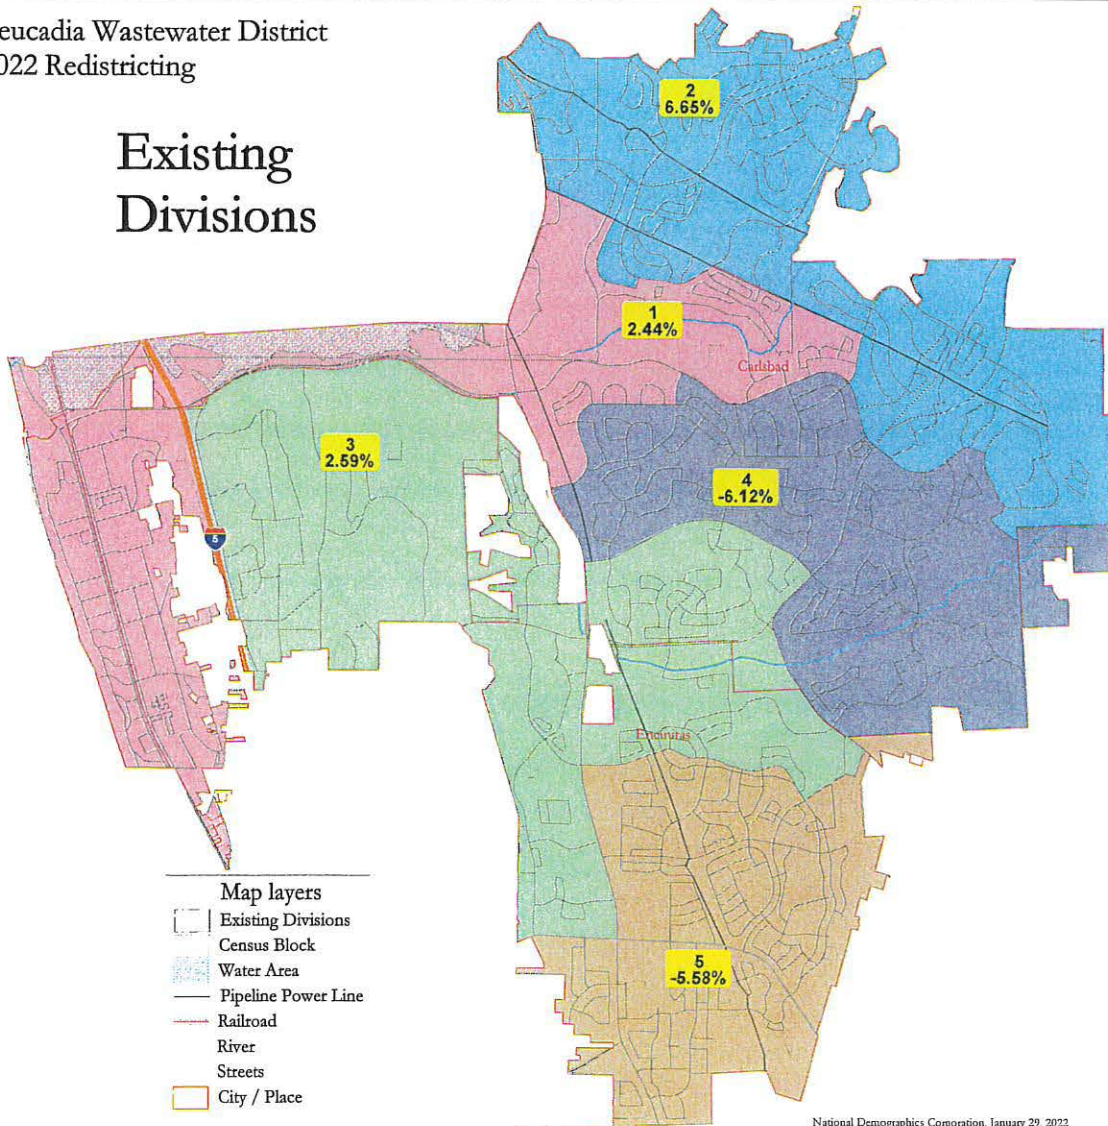 eucadia Wastewater District
022 Redistricting
Existing
Divisions
2
6.65%
1
2.44%
Carlsbad
3
2.59%
4
-6.12%
5
Encinitas
5
-5.58%
Map layers
Existing Divisions
Census Block
Water Area
Pipeline Power Line
Railroad
River
Streets
City / Place
National Demographics Corporation, January 29, 2022